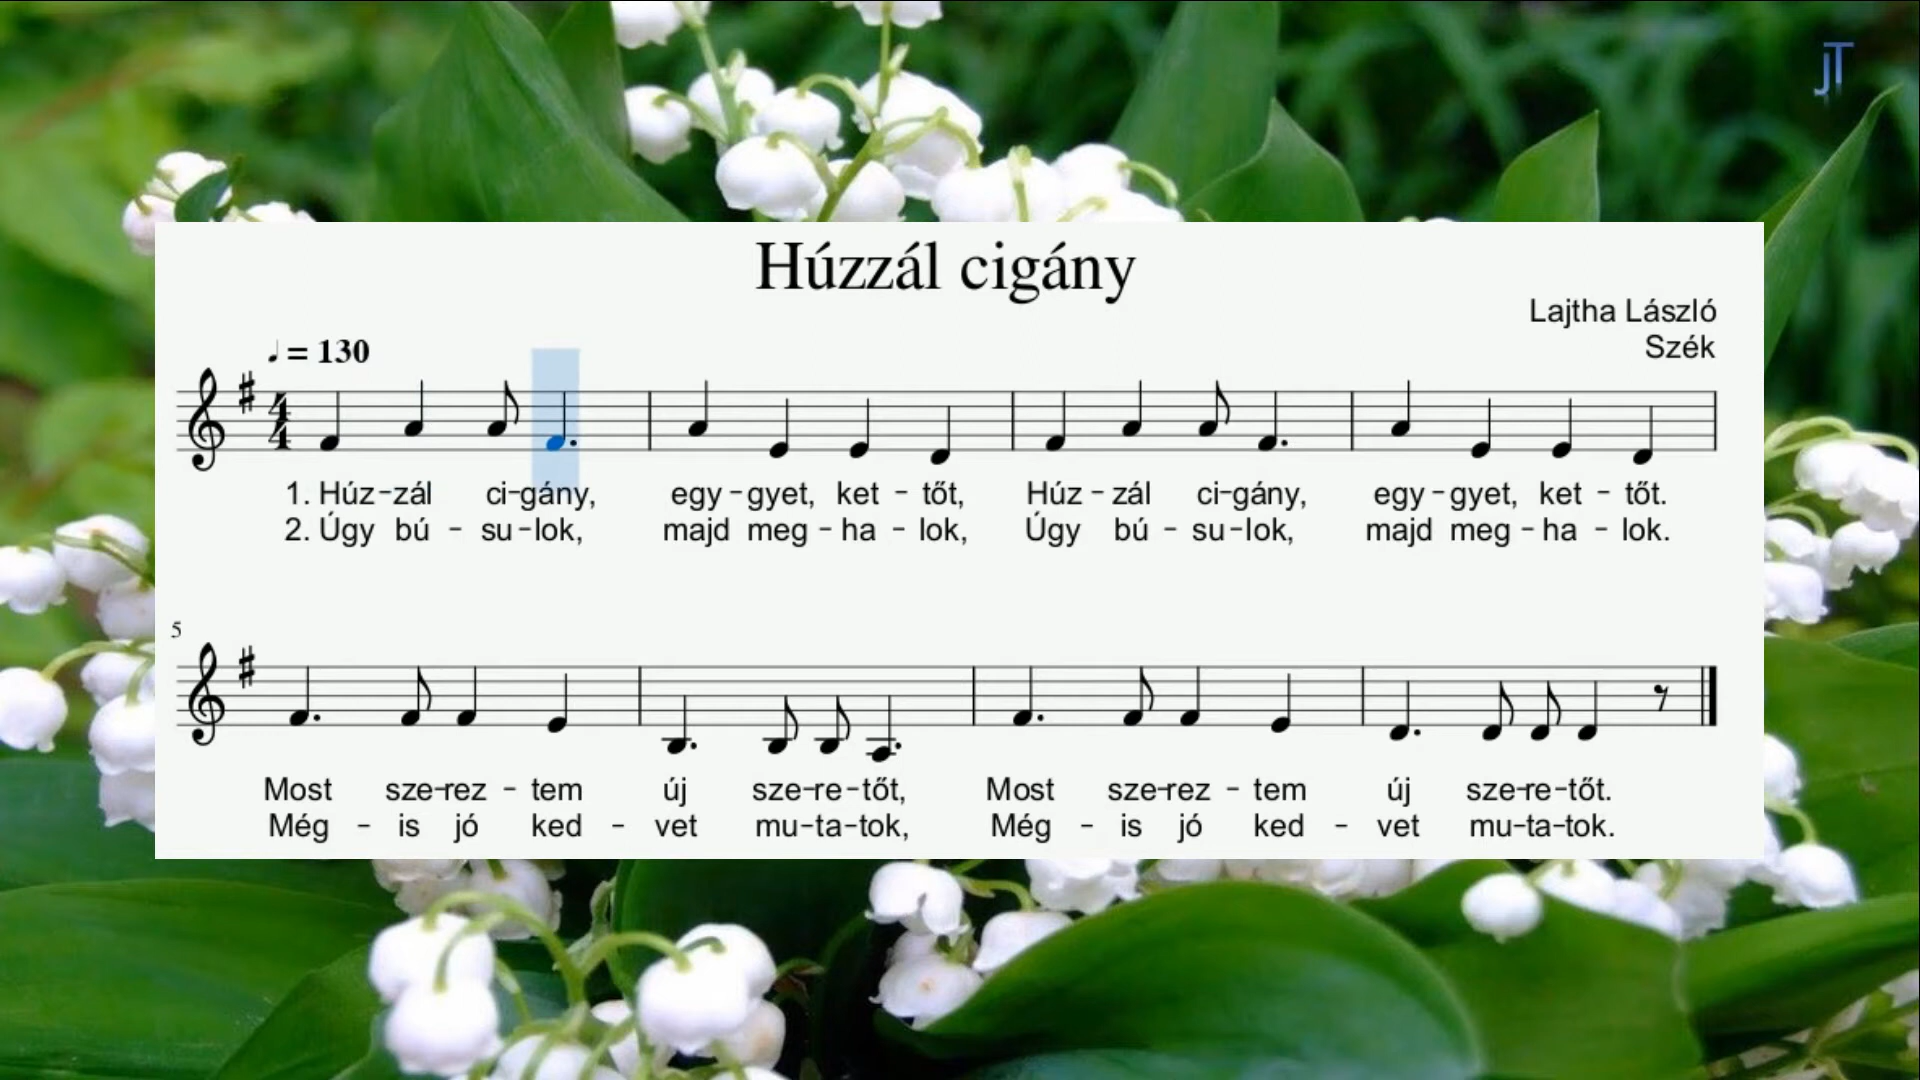 jT
Húzzál cigány
Lajtha László
Szék
♩ = 130
1. Húz-zál ci-gány, egy-gyet, ket-tőt, Húz-zál ci-gány, egy-gyet, ket-tőt.
2. Úgy bú-su-lok, majd meg-ha-lok, Úgy bú-su-lok, majd meg-ha-lok.
5
Most sze-rez-tem új sze-re-tőt, Most sze-rez-tem új sze-re-tőt.
Még-is jó ked-vet mu-ta-tok, Még-is jó ked-vet mu-ta-tok.